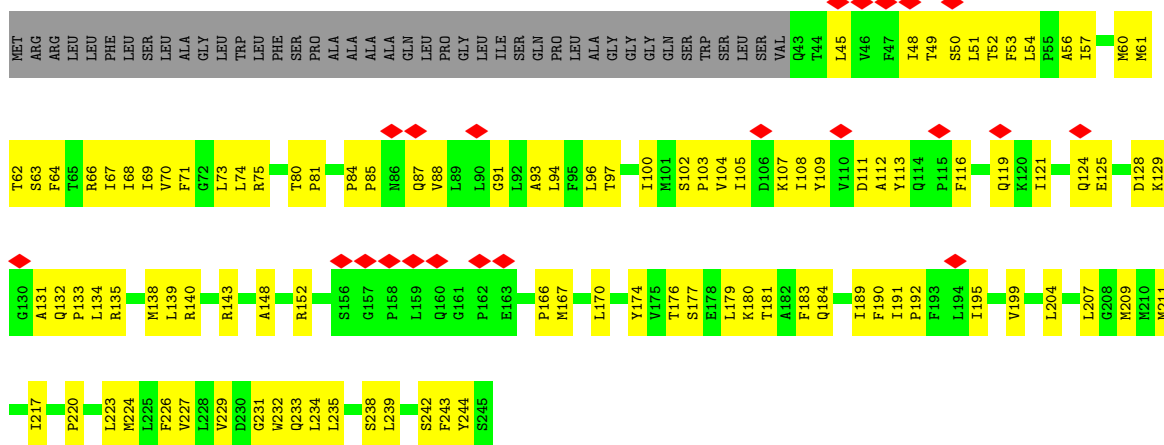 MET ARG ARG LEU LEU PHE LEU SER LEU ALA GLY LEU TRP LEU PHE SER PRO ALA ALA ALA ALA GLN LEU PRO GLY LEU ILE SER GLN PRO LEU ALA GLY GLY GLY GLN SER TRP SER LEU SER VAL Q43 T44 L45 V46 F47 I48 T49 S50 L51 T52 F53 L54 P55 A56 I57 M60 M61
T62 S63 F64 T65 R66 I67 I68 I69 V70 F71 G72 L73 L74 R75 T80 P81 P84 P85 N86 Q87 V88 L89 L90 G91 L92 A93 L94 F95 L96 T97 I100 M101 S102 P103 V104 I105 D106 K107 I108 Y109 V110 D111 A112 Y113 Q114 P115 F116 Q119 K120 I121 Q124 E125 D128 K129
G130 A131 Q132 P133 L134 R135 M138 L139 R140 R143 A148 R152 S156 G157 P158 L159 Q160 G161 P162 E163 P166 M167 L170 Y174 V175 T176 S177 E178 L179 K180 T181 A182 F183 Q184 I189 F190 I191 P192 F193 L194 I195 V199 L204 L207 G208 M209 M210 M211
I217 P220 L223 M224 L225 F226 V227 L228 V229 D230 G231 W232 Q233 L234 L235 S238 L239 S242 F243 Y244 S245